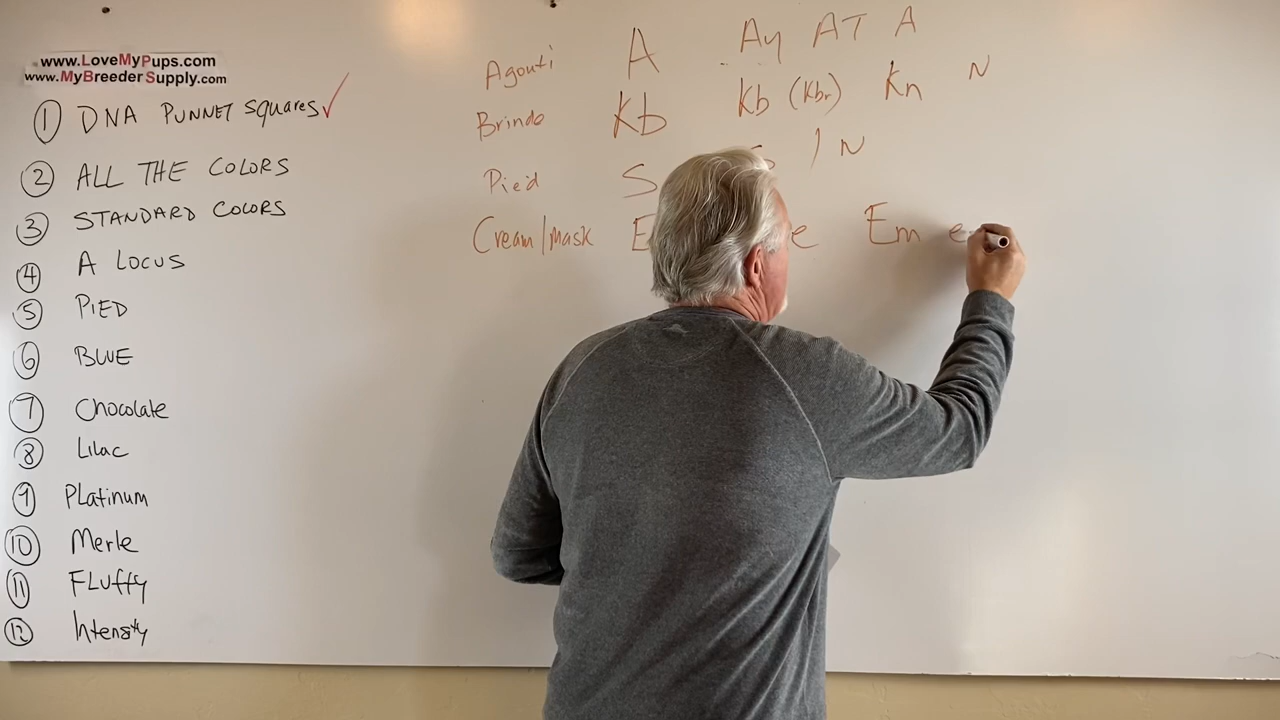 www.LoveMyPups.com
www.MyBreederSupply.com
① DNA PUNNET SQUARES ✓
② ALL THE COLORS
③ STANDARD COLORS
④ A LOCUS
⑤ PIED
⑥ BLUE
⑦ Chocolate
⑧ Lilac
⑨ Platinum
⑩ Merle
⑪ FLuffy
⑫ Intensity
Agouti A Ay AT A
Brindo Kb Kb (Kbr) Kn N
Pied S S / N
Cream/Mask E e Em e